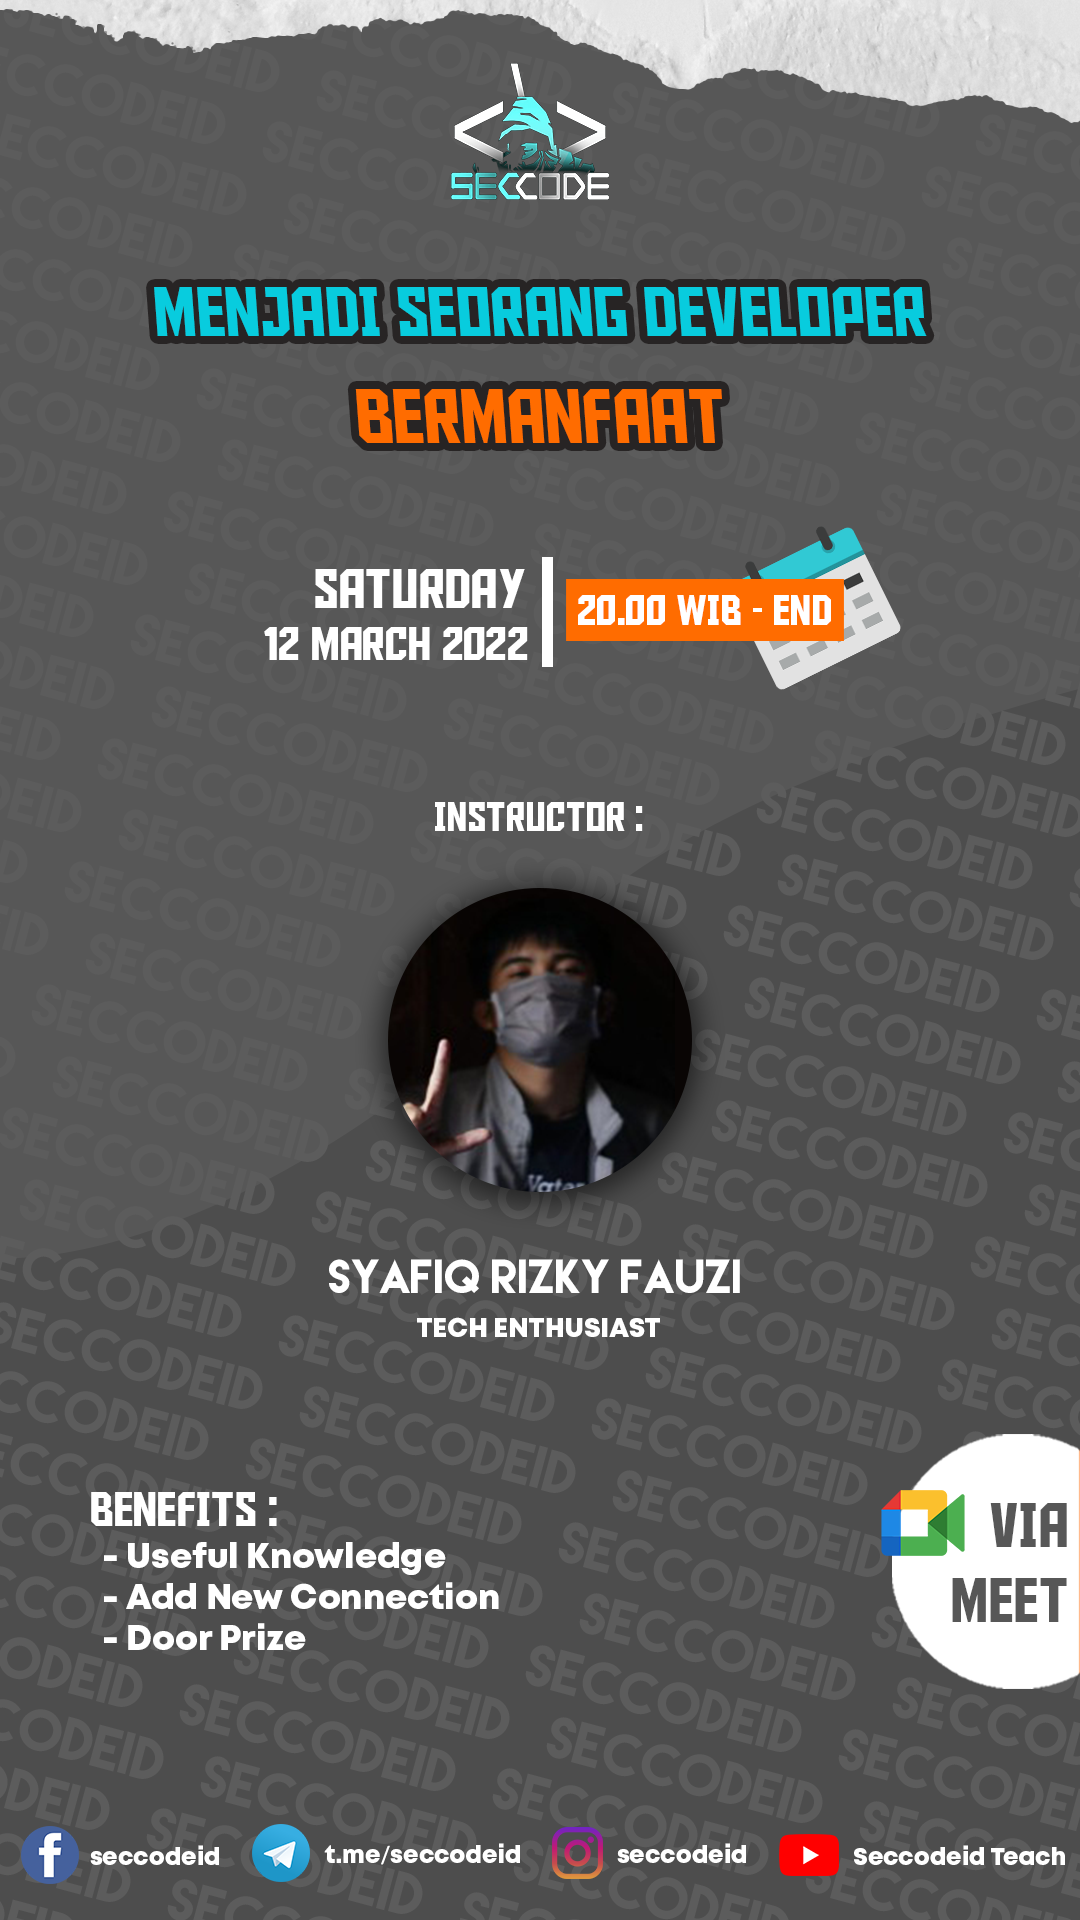 SECCODE
MENJADI SEORANG DEVELOPER
BERMANFAAT
SATURDAY
12 MARCH 2022
20.00 WIB - END
INSTRUCTOR :
SYAFIQ RIZKY FAUZI
TECH ENTHUSIAST
BENEFITS :
- Useful Knowledge
- Add New Connection
- Door Prize
VIA
MEET
seccodeid
t.me/seccodeid
seccodeid
Seccodeid Teach
SECCODEID